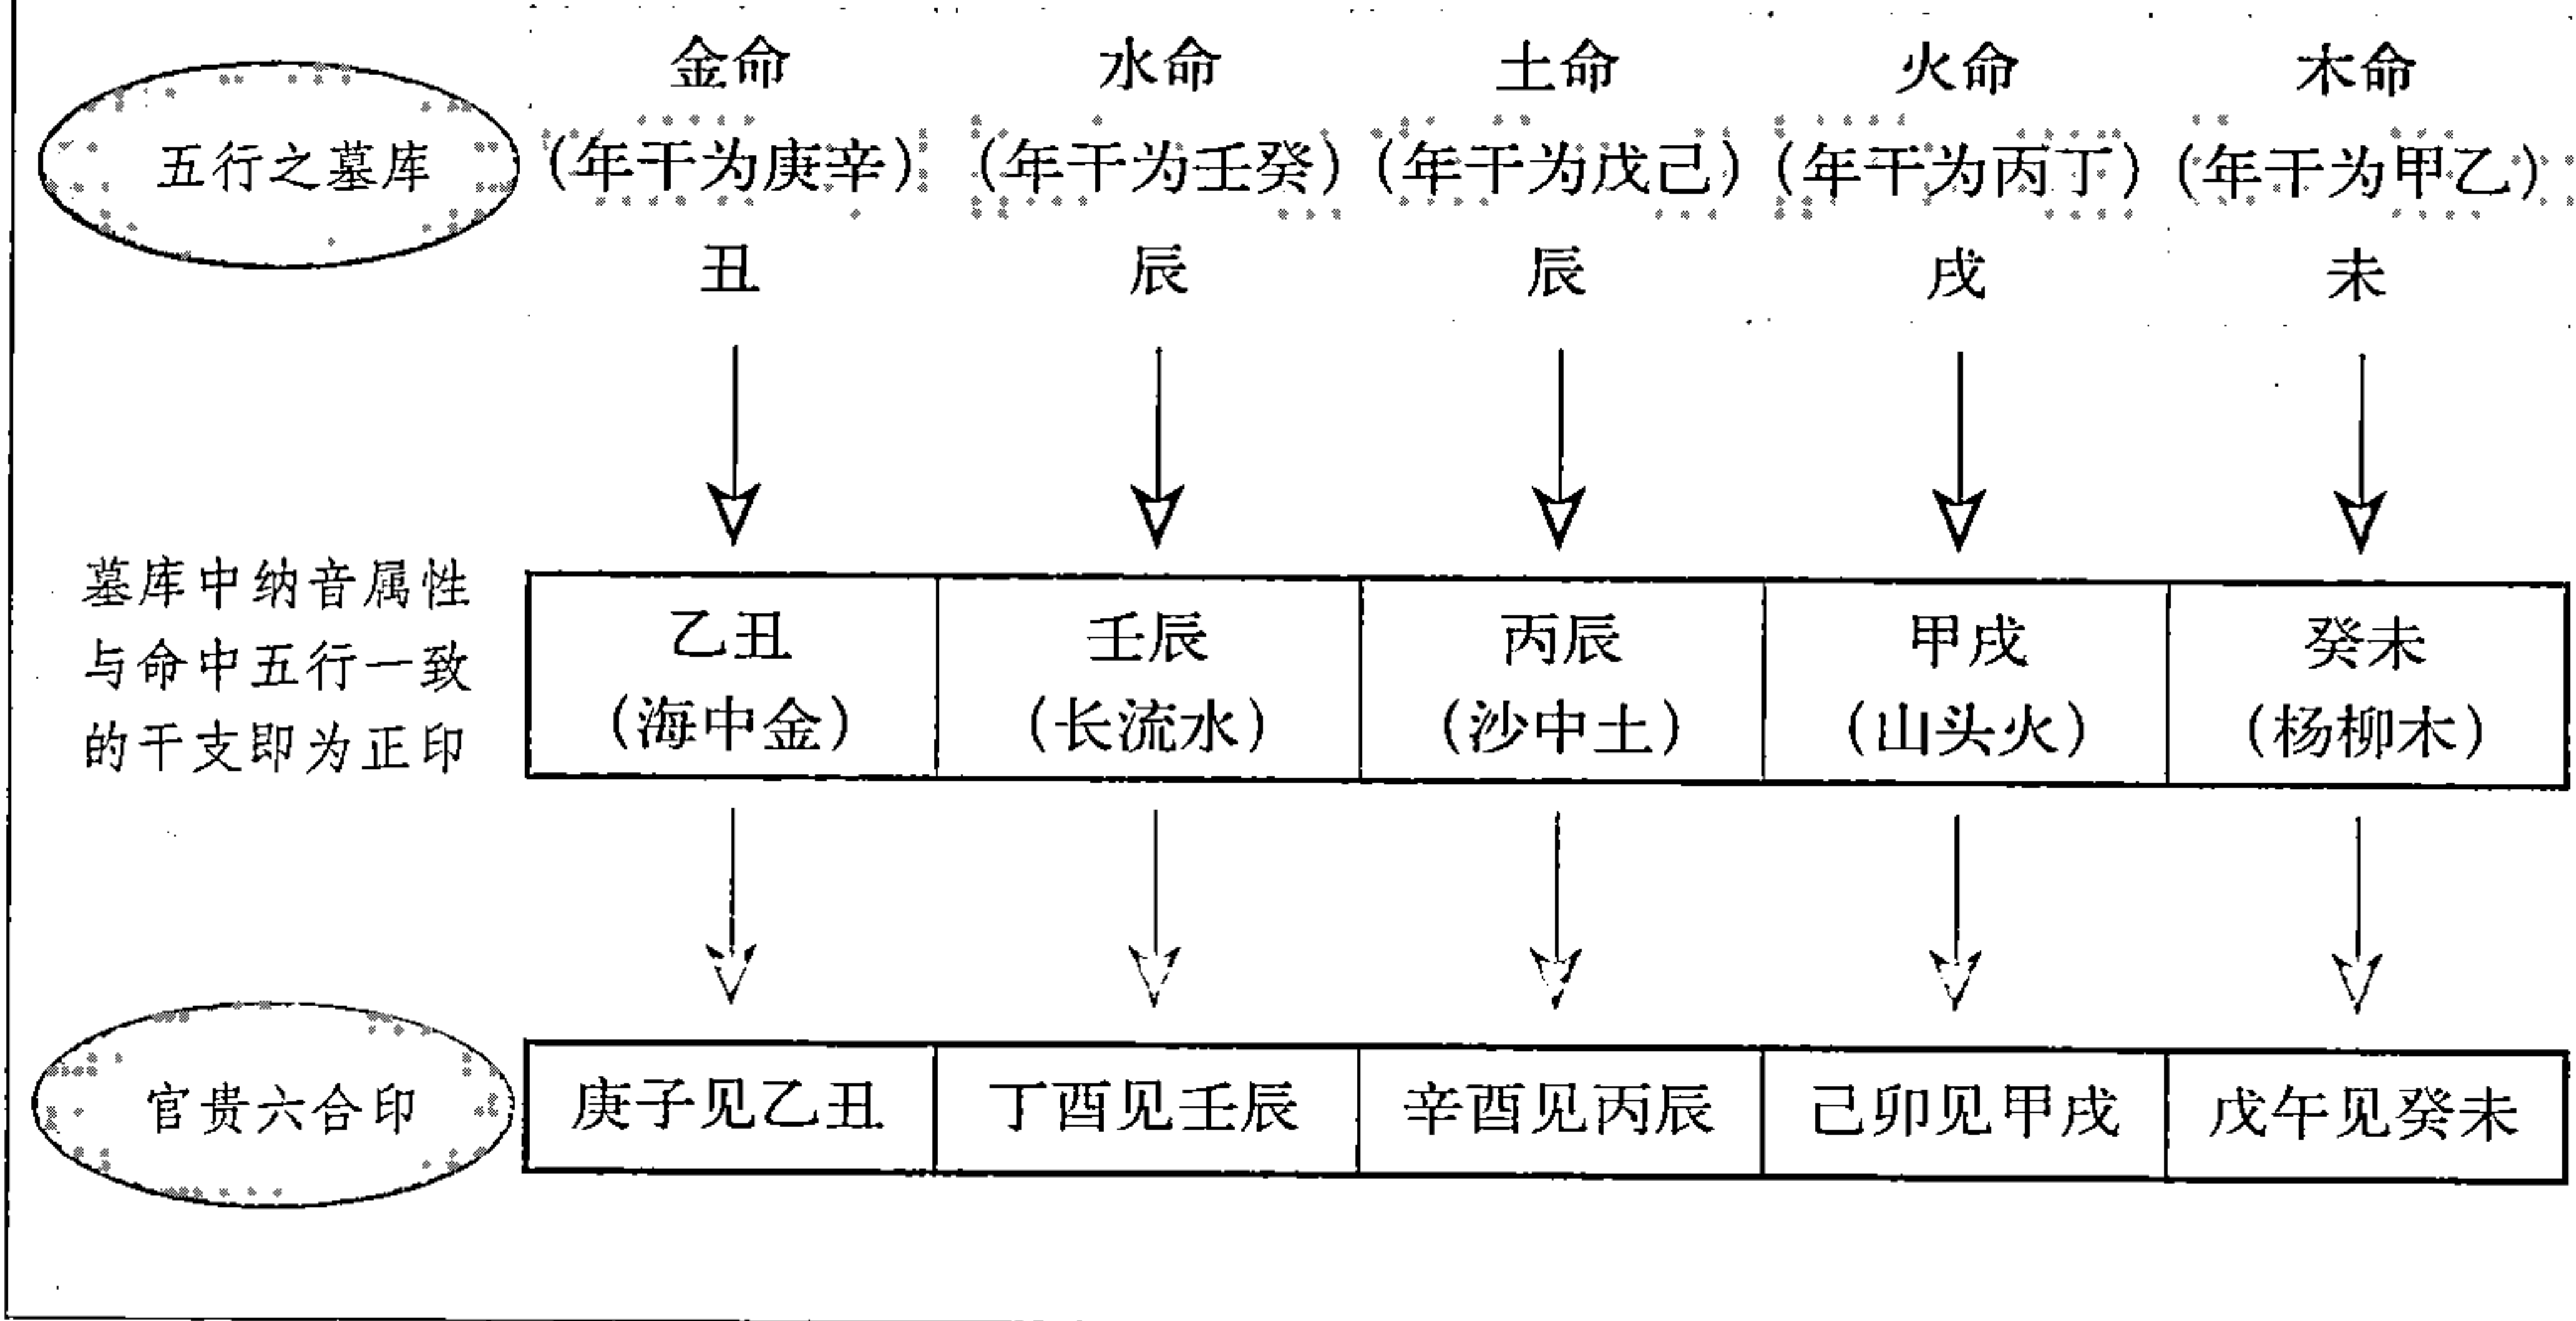 金命 水命 土命 火命 木命
五行之墓库 (年干为庚辛) (年干为壬癸) (年干为戊己) (年干为丙丁) (年干为甲乙)
丑 辰 辰 戌 未
墓库中纳音属性
与命中五行一致
的干支即为正印
乙丑 壬辰 丙辰 甲戌 癸未
(海中金) (长流水) (沙中土) (山头火) (杨柳木)
官贵六合印 庚子见乙丑 丁酉见壬辰 辛酉见丙辰 己卯见甲戌 戊午见癸未